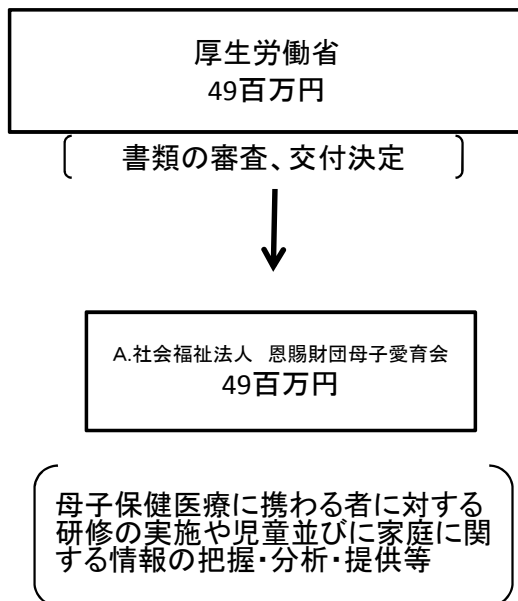 厚生労働省
49百万円
書類の審査、交付決定
A.社会福祉法人　恩賜財団母子愛育会
49百万円
母子保健医療に携わる者に対する
研修の実施や児童並びに家庭に関
する情報の把握・分析・提供等